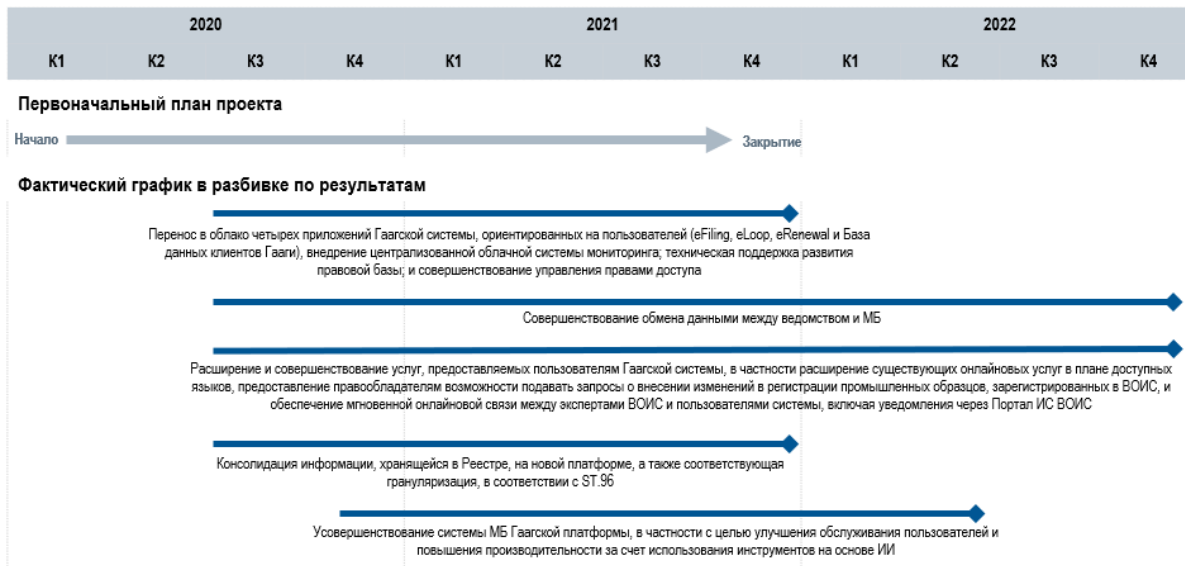 2020 2021 2022
К1 К2 К3 К4 К1 К2 К3 К4 К1 К2 К3 К4
Первоначальный план проекта
Начало Закрытие
Фактический график в разбивке по результатам
Перенос в облако четырех приложений Гаагской системы, ориентированных на пользователей (eFiling, eLoop, eRenewal и База
данных клиентов Гааги), внедрение централизованной облачной системы мониторинга; техническая поддержка развития
правовой базы; и совершенствование управления правами доступа
Совершенствование обмена данными между ведомством и МБ
Расширение и совершенствование услуг, предоставляемых пользователям Гаагской системы, в частности расширение существующих онлайновых услуг в плане доступных
языков, предоставление правообладателям возможности подавать запросы о внесении изменений в регистрации промышленных образцов, зарегистрированных в ВОИС, и
обеспечение мгновенной онлайновой связи между экспертами ВОИС и пользователями системы, включая уведомления через Портал ИС ВОИС
Консолидация информации, хранящейся в Реестре, на новой платформе, а также соответствующая
грануляризация, в соответствии с ST.96
Усовершенствование системы МБ Гаагской платформы, в частности с целью улучшения обслуживания пользователей и
повышения производительности за счет использования инструментов на основе ИИ